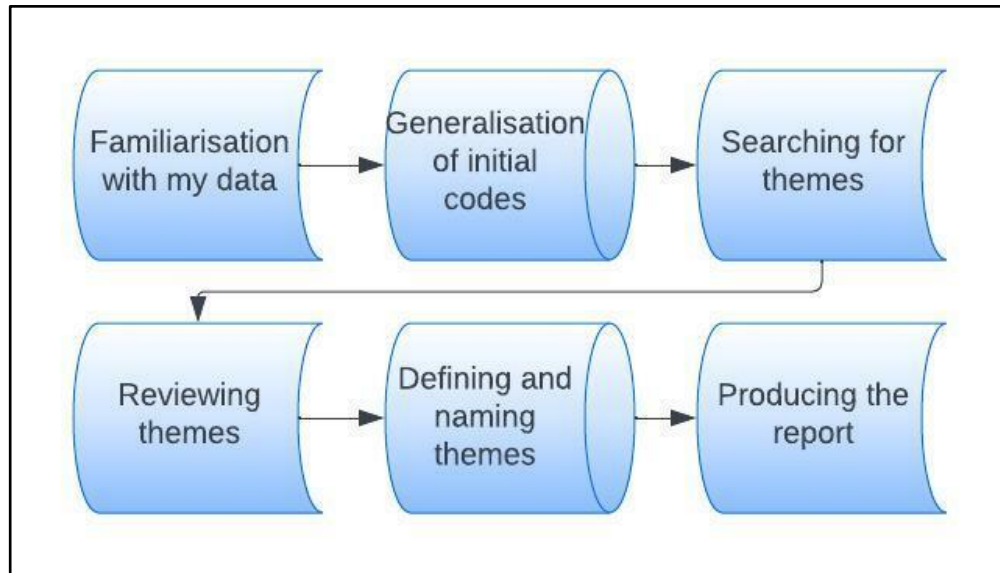 Familiarisation
with my data
Generalisation
of initial
codes
Searching for
themes
Reviewing
themes
Defining and
naming
themes
Producing the
report